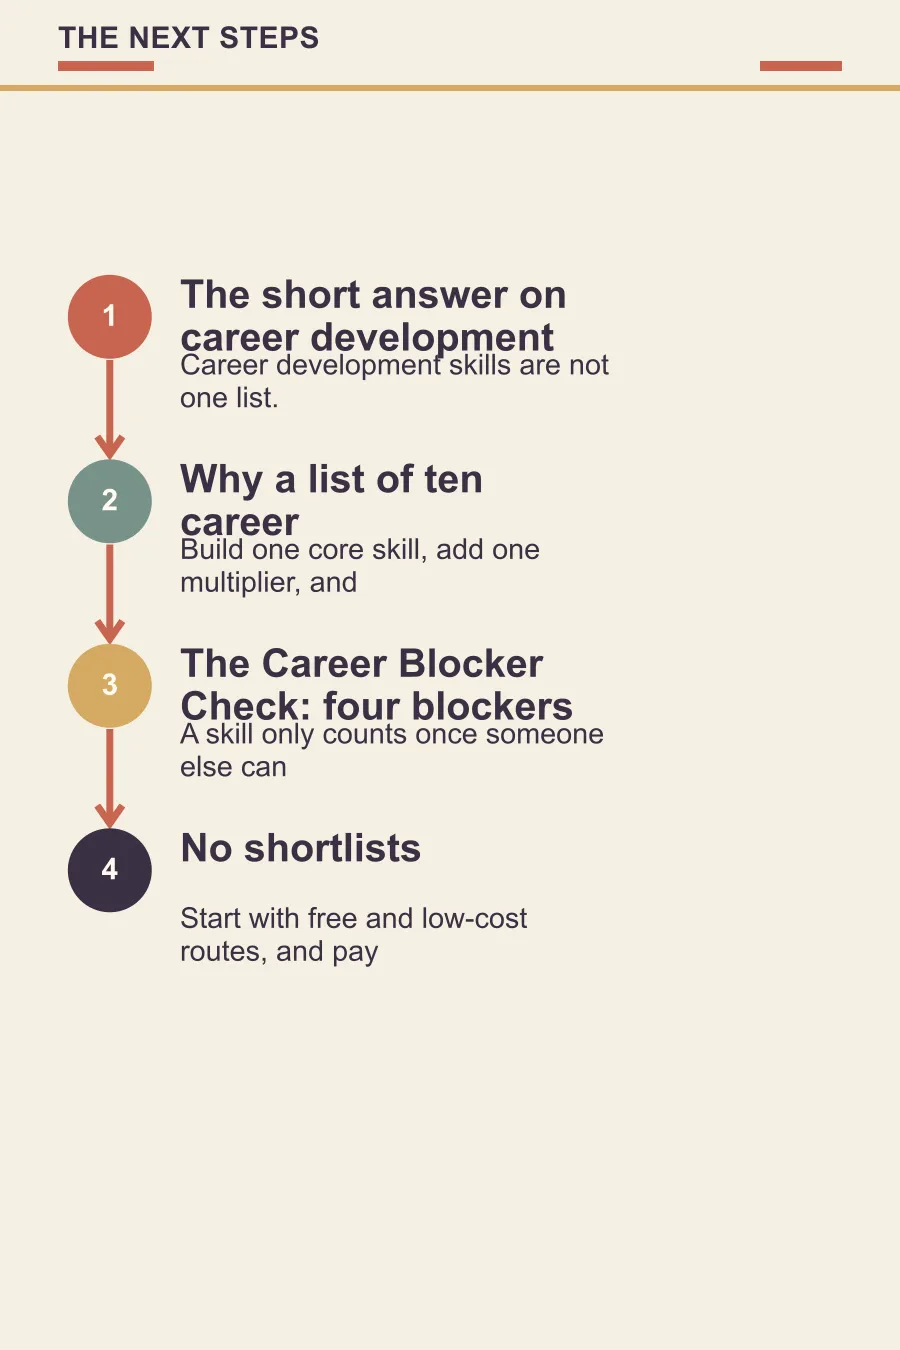 THE NEXT STEPS
1
The short answer on
career development
Career development skills are not
one list.
2
Why a list of ten
career
Build one core skill, add one
multiplier, and
3
The Career Blocker
Check: four blockers
A skill only counts once someone
else can
4
No shortlists
Start with free and low-cost
routes, and pay